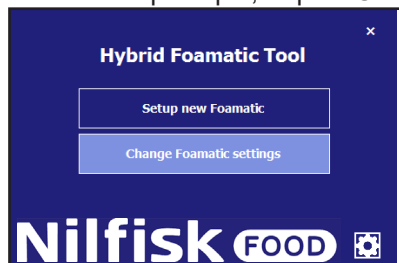 ×
Hybrid Foamatic Tool
Setup new Foamatic
Change Foamatic settings
Nilfisk FOOD